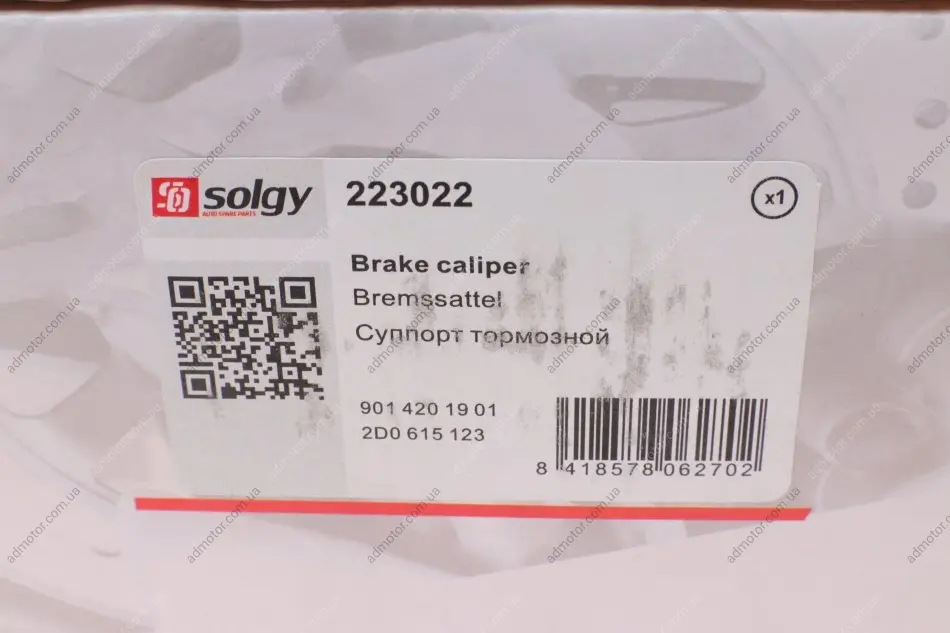 solgy
AUTO SPARE PARTS
223022
x1
Brake caliper
Bremssattel
Суппорт тормозной
901 420 19 01
2D0 615 123
8 418578 062702
admotor.com.ua